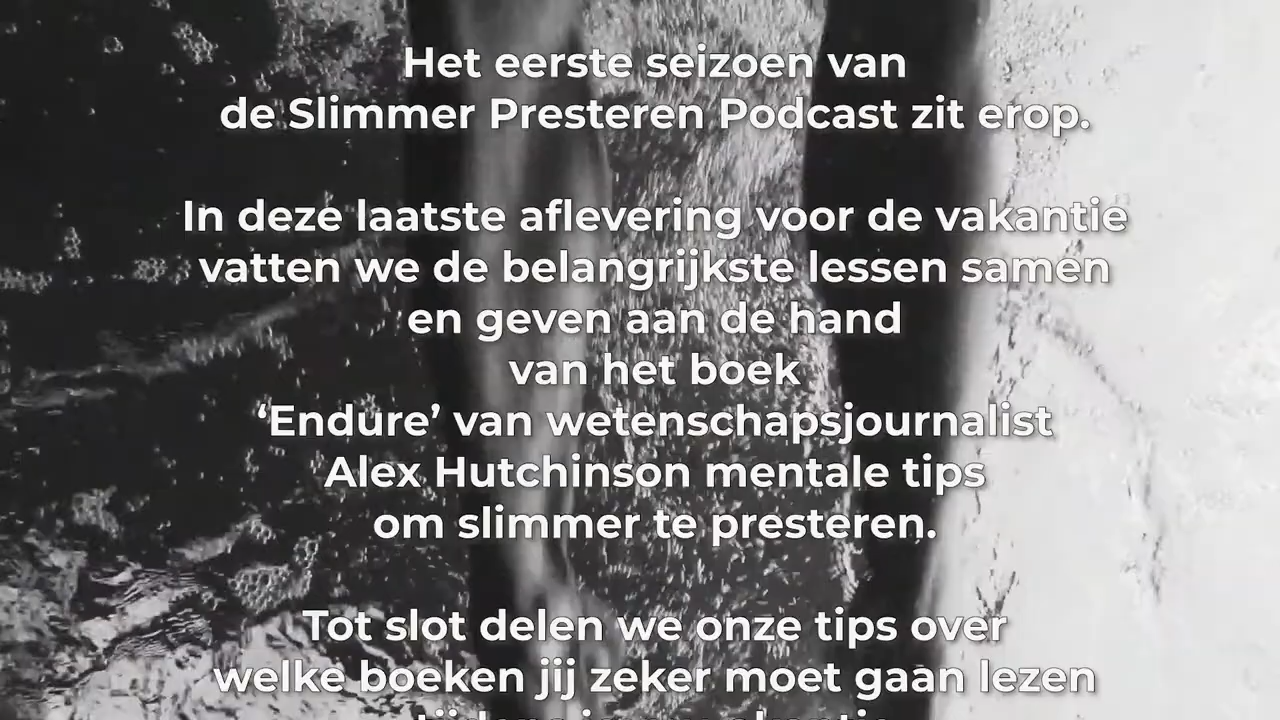 Het eerste seizoen van
de Slimmer Presteren Podcast zit erop.
In deze laatste aflevering voor de vakantie
vatten we de belangrijkste lessen samen
en geven aan de hand
van het boek
‘Endure’ van wetenschapsjournalist
Alex Hutchinson mentale tips
om slimmer te presteren.
Tot slot delen we onze tips over
welke boeken jij zeker moet gaan lezen